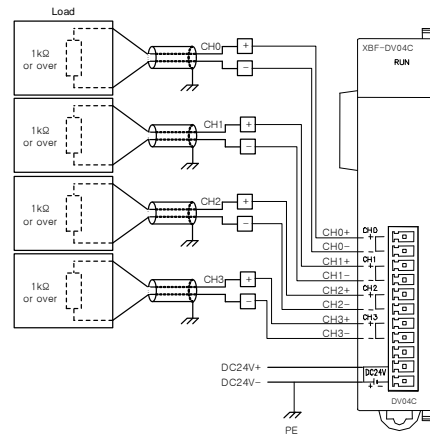 Load
1kΩ
or over
CH0
+
−
1kΩ
or over
CH1
+
−
1kΩ
or over
CH2
+
−
1kΩ
or over
CH3
+
−
XBF-DV04C
RUN
CH0+
CH0−
CH1+
CH1−
CH2+
CH2−
CH3+
CH3−
CH0
+
−
CH1
+
−
CH2
+
−
CH3
+
−
DC24V+
DC24V−
DC24V
+ −
PE
DV04C